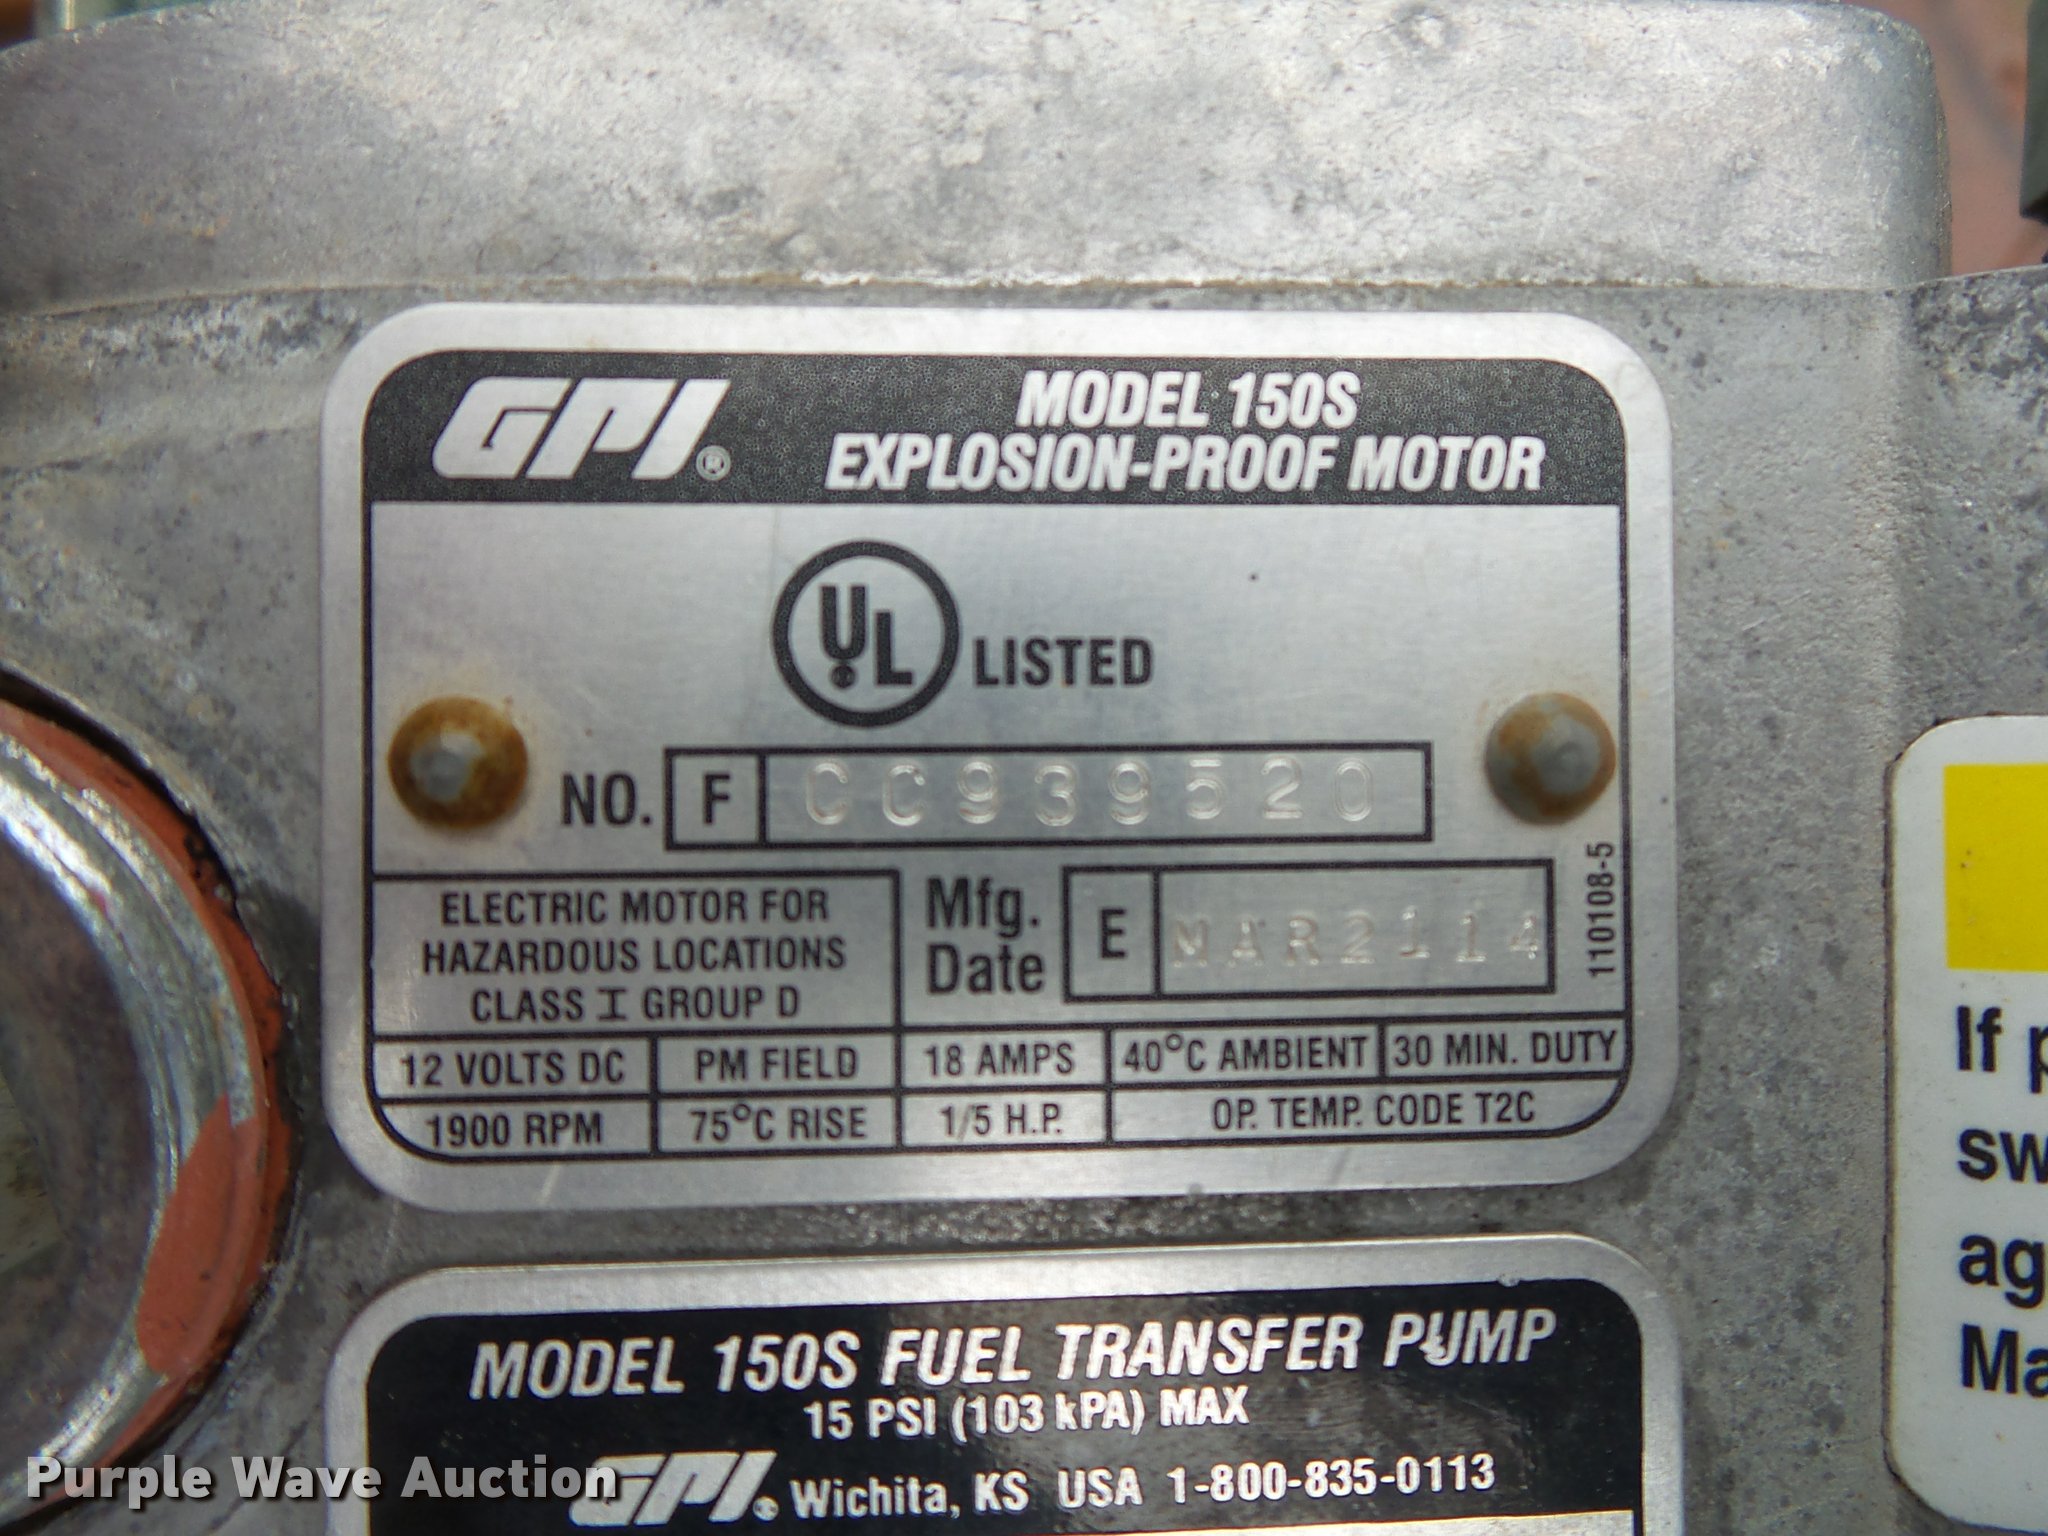 GPI®
MODEL 150S
EXPLOSION-PROOF MOTOR
UL LISTED
NO. F CC939520
Mfg. Date E MAR2114
110108-5
ELECTRIC MOTOR FOR
HAZARDOUS LOCATIONS
CLASS I GROUP D
12 VOLTS DC PM FIELD 18 AMPS 40°C AMBIENT 30 MIN. DUTY
1900 RPM 75°C RISE 1/5 H.P. OP. TEMP. CODE T2C
MODEL 150S FUEL TRANSFER PUMP
15 PSI (103 kPA) MAX
GPI® Wichita, KS USA 1-800-835-0113
If p
sw
ag
Ma
Purple Wave Auction